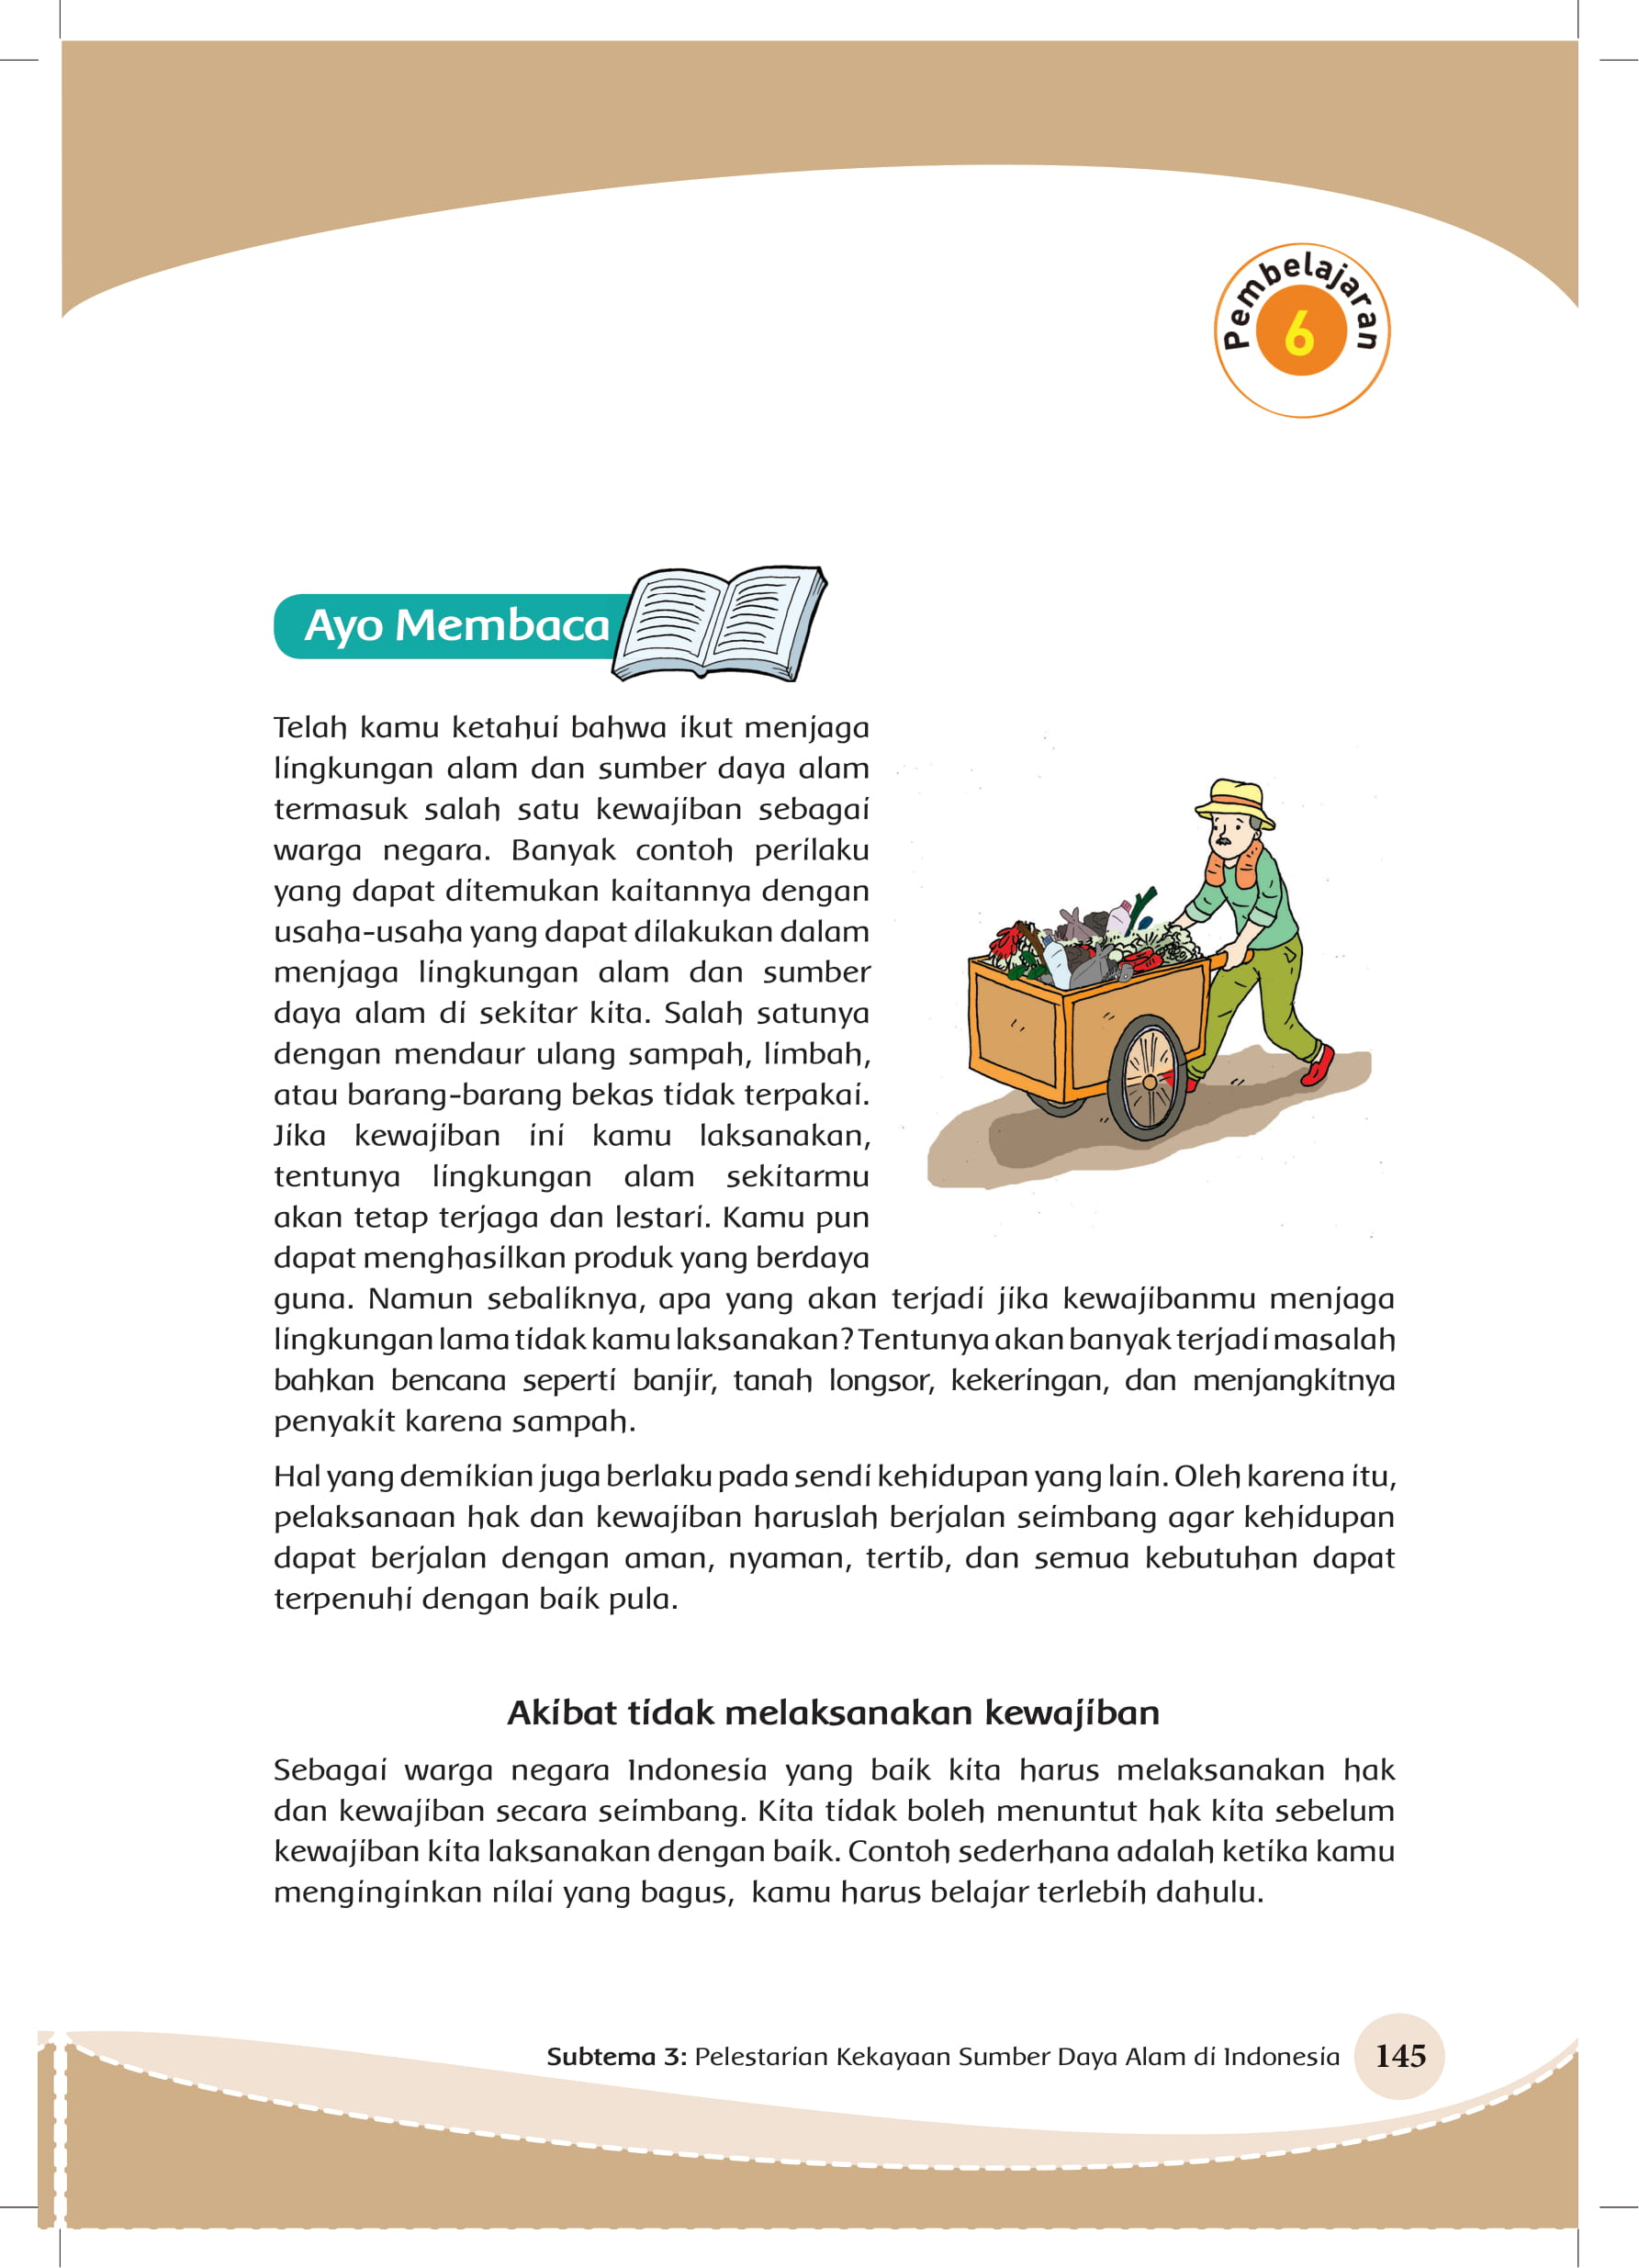 Pembelajaran
6
Ayo Membaca
Telah kamu ketahui bahwa ikut menjaga
lingkungan alam dan sumber daya alam
termasuk salah satu kewajiban sebagai
warga negara. Banyak contoh perilaku
yang dapat ditemukan kaitannya dengan
usaha-usaha yang dapat dilakukan dalam
menjaga lingkungan alam dan sumber
daya alam di sekitar kita. Salah satunya
dengan mendaur ulang sampah, limbah,
atau barang-barang bekas tidak terpakai.
Jika kewajiban ini kamu laksanakan,
tentunya lingkungan alam sekitarmu
akan tetap terjaga dan lestari. Kamu pun
dapat menghasilkan produk yang berdaya
guna. Namun sebaliknya, apa yang akan terjadi jika kewajibanmu menjaga
lingkungan lama tidak kamu laksanakan? Tentunya akan banyak terjadi masalah
bahkan bencana seperti banjir, tanah longsor, kekeringan, dan menjangkitnya
penyakit karena sampah.
Hal yang demikian juga berlaku pada sendi kehidupan yang lain. Oleh karena itu,
pelaksanaan hak dan kewajiban haruslah berjalan seimbang agar kehidupan
dapat berjalan dengan aman, nyaman, tertib, dan semua kebutuhan dapat
terpenuhi dengan baik pula.
Akibat tidak melaksanakan kewajiban
Sebagai warga negara Indonesia yang baik kita harus melaksanakan hak
dan kewajiban secara seimbang. Kita tidak boleh menuntut hak kita sebelum
kewajiban kita laksanakan dengan baik. Contoh sederhana adalah ketika kamu
menginginkan nilai yang bagus, kamu harus belajar terlebih dahulu.
Subtema 3: Pelestarian Kekayaan Sumber Daya Alam di Indonesia 145